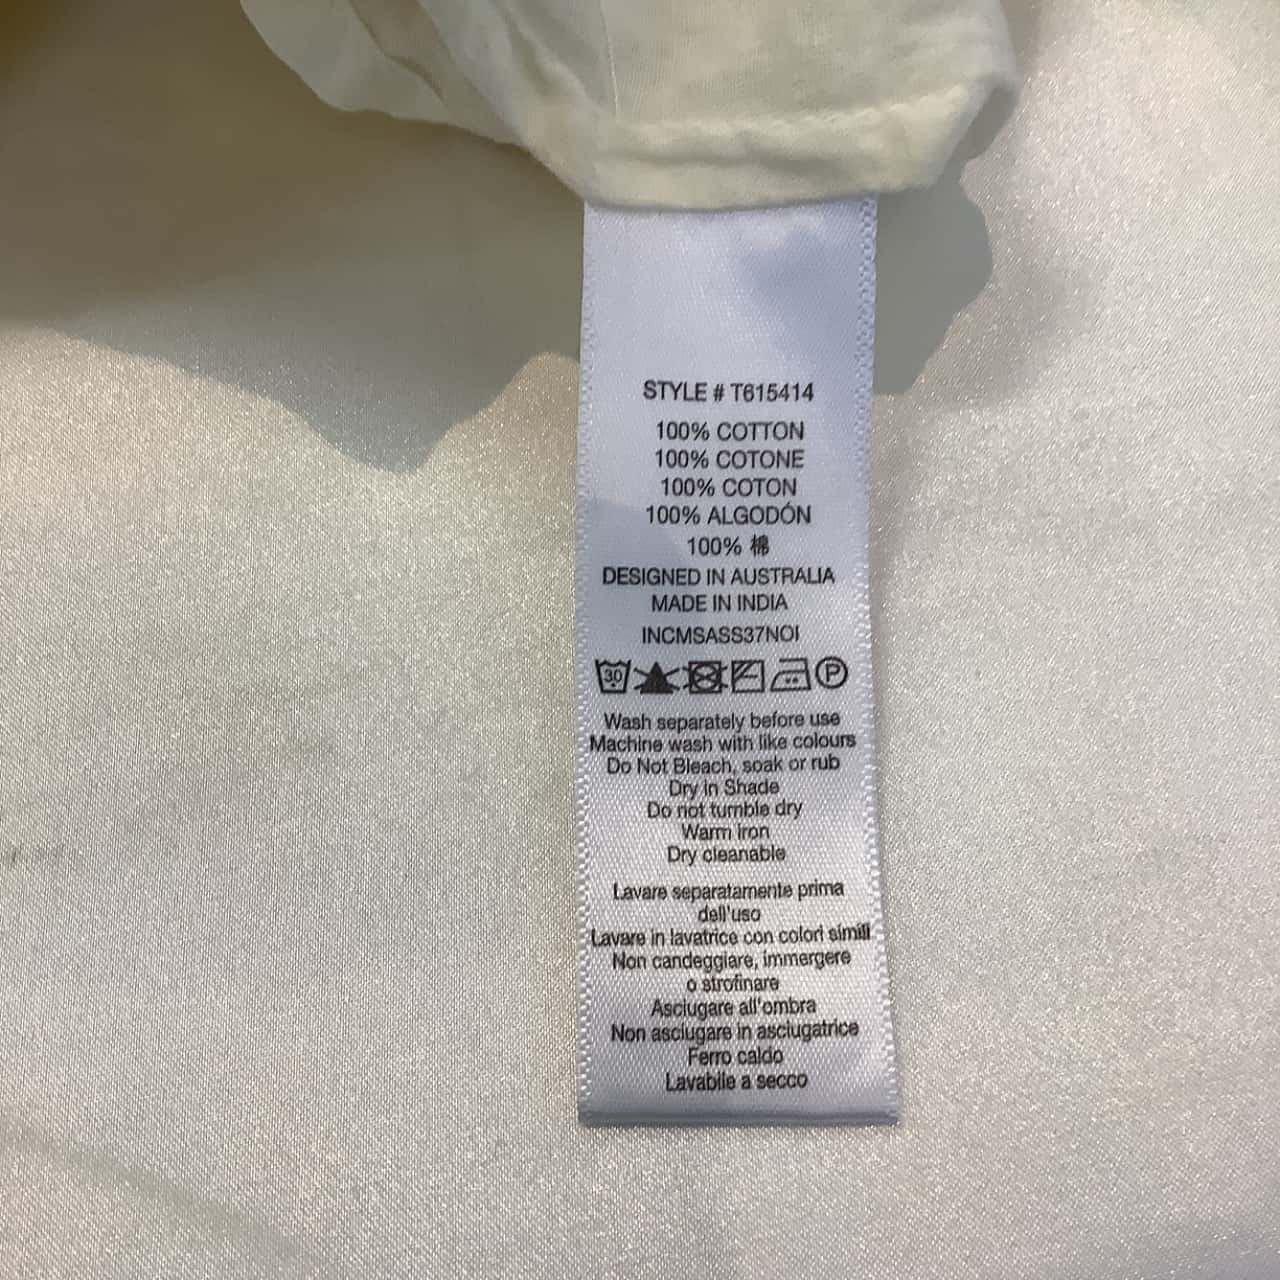 STYLE # T615414
100% COTTON
100% COTONE
100% COTON
100% ALGODÓN
100% 棉
DESIGNED IN AUSTRALIA
MADE IN INDIA
INCMSASS37NOI
30 P
Wash separately before use
Machine wash with like colours
Do Not Bleach, soak or rub
Dry in Shade
Do not tumble dry
Warm iron
Dry cleanable
Lavare separatamente prima
dell'uso
Lavare in lavatrice con colori simili
Non candeggiare, immergere
o strofinare
Asciugare all'ombra
Non asciugare in asciugatrice
Ferro caldo
Lavabile a secco